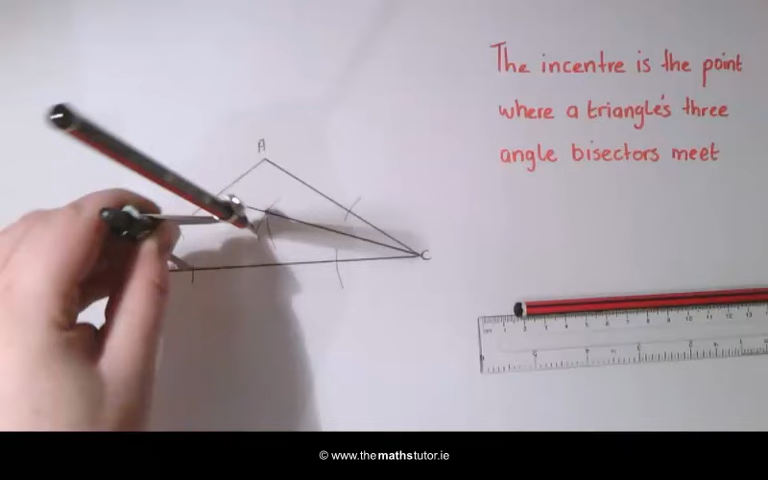 The incentre is the point
where a triangle's three
angle bisectors meet
A
C
© www.themathstutor.ie